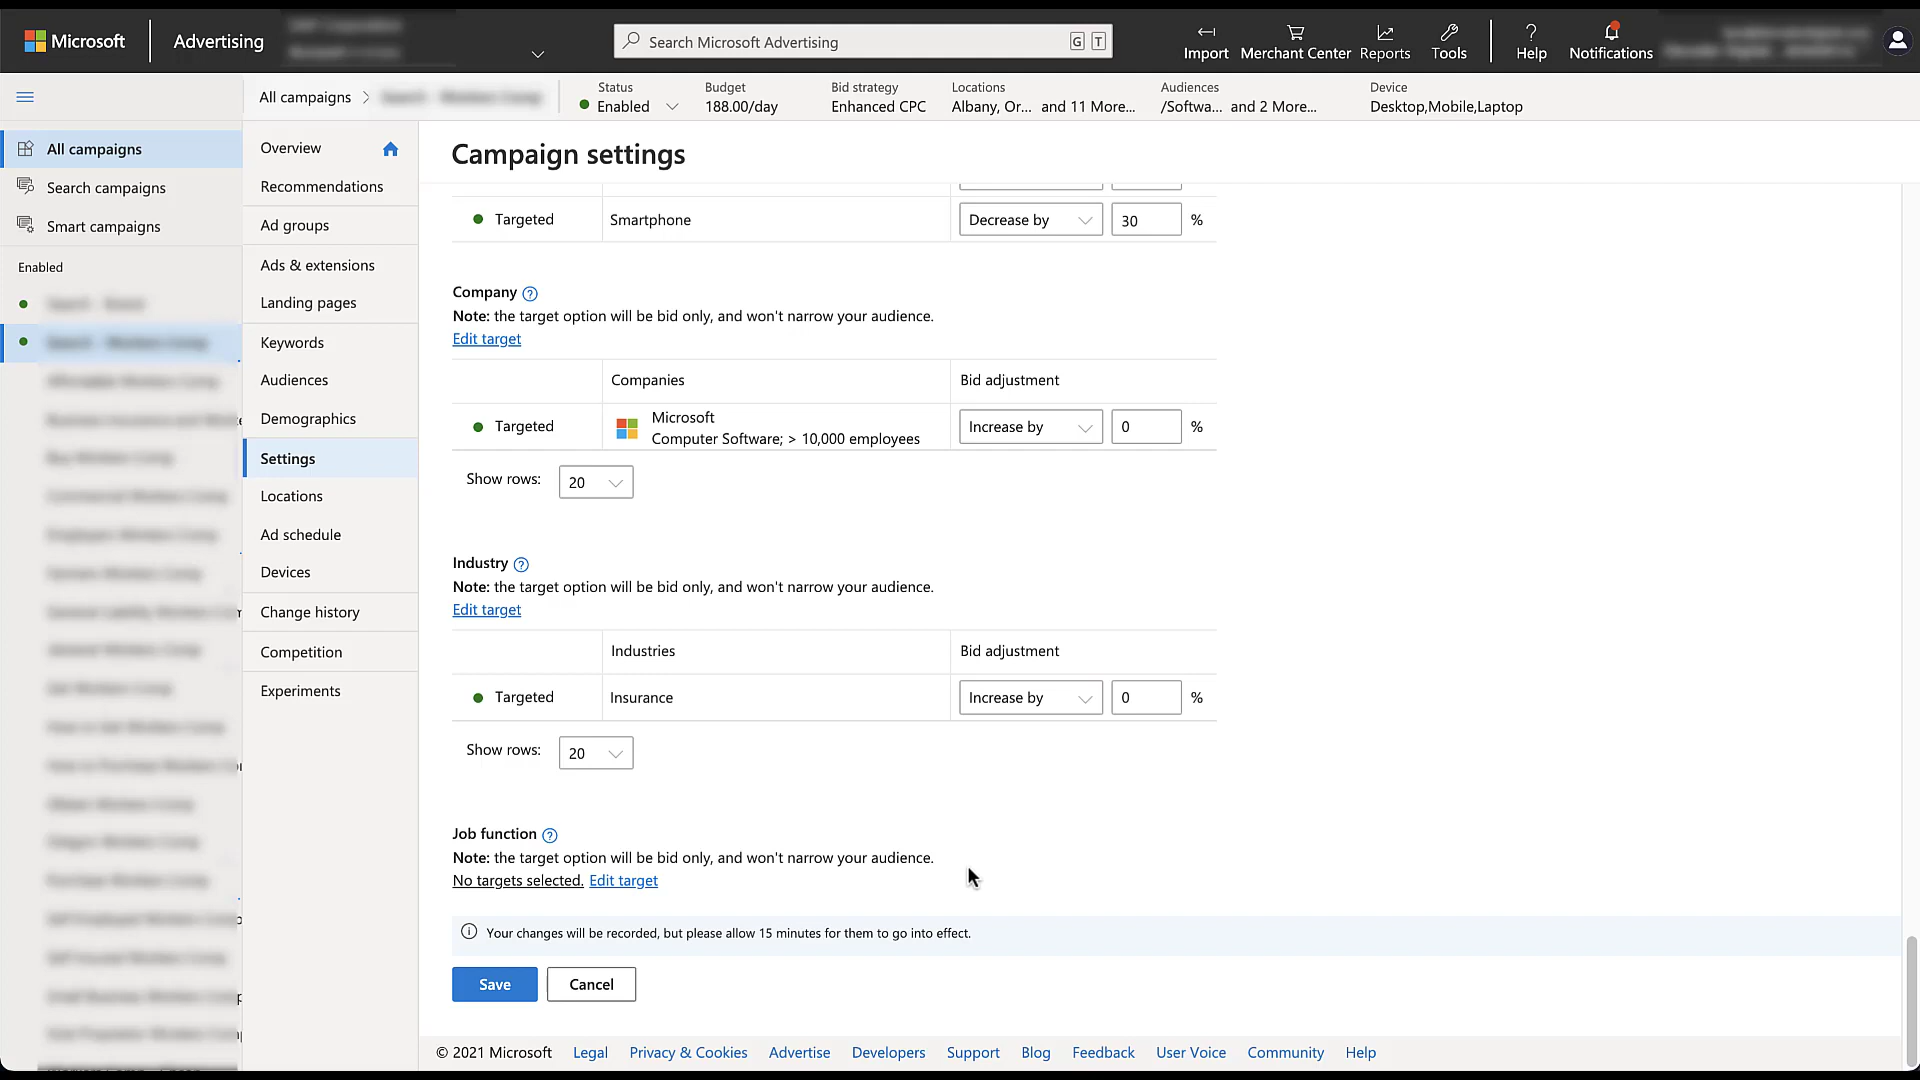 Microsoft
Advertising
Search Microsoft Advertising
G T
Import
Merchant Center
Reports
Tools
Help
Notifications
All campaigns
Status
Enabled
Budget
188.00/day
Bid strategy
Enhanced CPC
Locations
Albany, Or... and 11 More...
Audiences
/Softwa... and 2 More...
Device
Desktop,Mobile,Laptop
All campaigns
Search campaigns
Smart campaigns
Enabled
Overview
Recommendations
Ad groups
Ads & extensions
Landing pages
Keywords
Audiences
Demographics
Settings
Locations
Ad schedule
Devices
Change history
Competition
Experiments
Campaign settings
Targeted Smartphone Decrease by 30 %
Company
Note: the target option will be bid only, and won't narrow your audience.
Edit target
Companies Bid adjustment
Targeted Microsoft Increase by 0 %
Computer Software; > 10,000 employees
Show rows: 20
Industry
Note: the target option will be bid only, and won't narrow your audience.
Edit target
Industries Bid adjustment
Targeted Insurance Increase by 0 %
Show rows: 20
Job function
Note: the target option will be bid only, and won't narrow your audience.
No targets selected. Edit target
Your changes will be recorded, but please allow 15 minutes for them to go into effect.
Save Cancel
© 2021 Microsoft Legal Privacy & Cookies Advertise Developers Support Blog Feedback User Voice Community Help